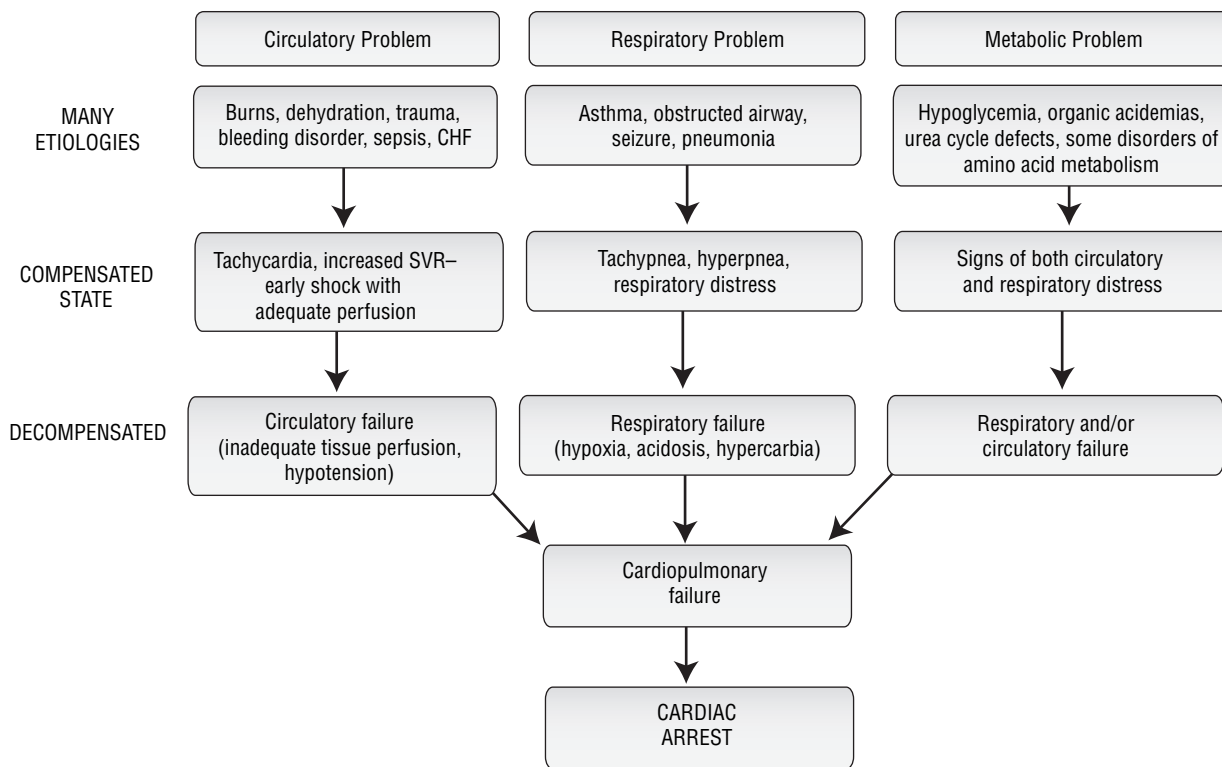 Circulatory Problem
Respiratory Problem
Metabolic Problem
MANY
ETIOLOGIES
Burns, dehydration, trauma,
bleeding disorder, sepsis, CHF
Asthma, obstructed airway,
seizure, pneumonia
Hypoglycemia, organic acidemias,
urea cycle defects, some disorders of
amino acid metabolism
COMPENSATED
STATE
Tachycardia, increased SVR–
early shock with
adequate perfusion
Tachypnea, hyperpnea,
respiratory distress
Signs of both circulatory
and respiratory distress
DECOMPENSATED
Circulatory failure
(inadequate tissue perfusion,
hypotension)
Respiratory failure
(hypoxia, acidosis, hypercarbia)
Respiratory and/or
circulatory failure
Cardiopulmonary
failure
CARDIAC
ARREST